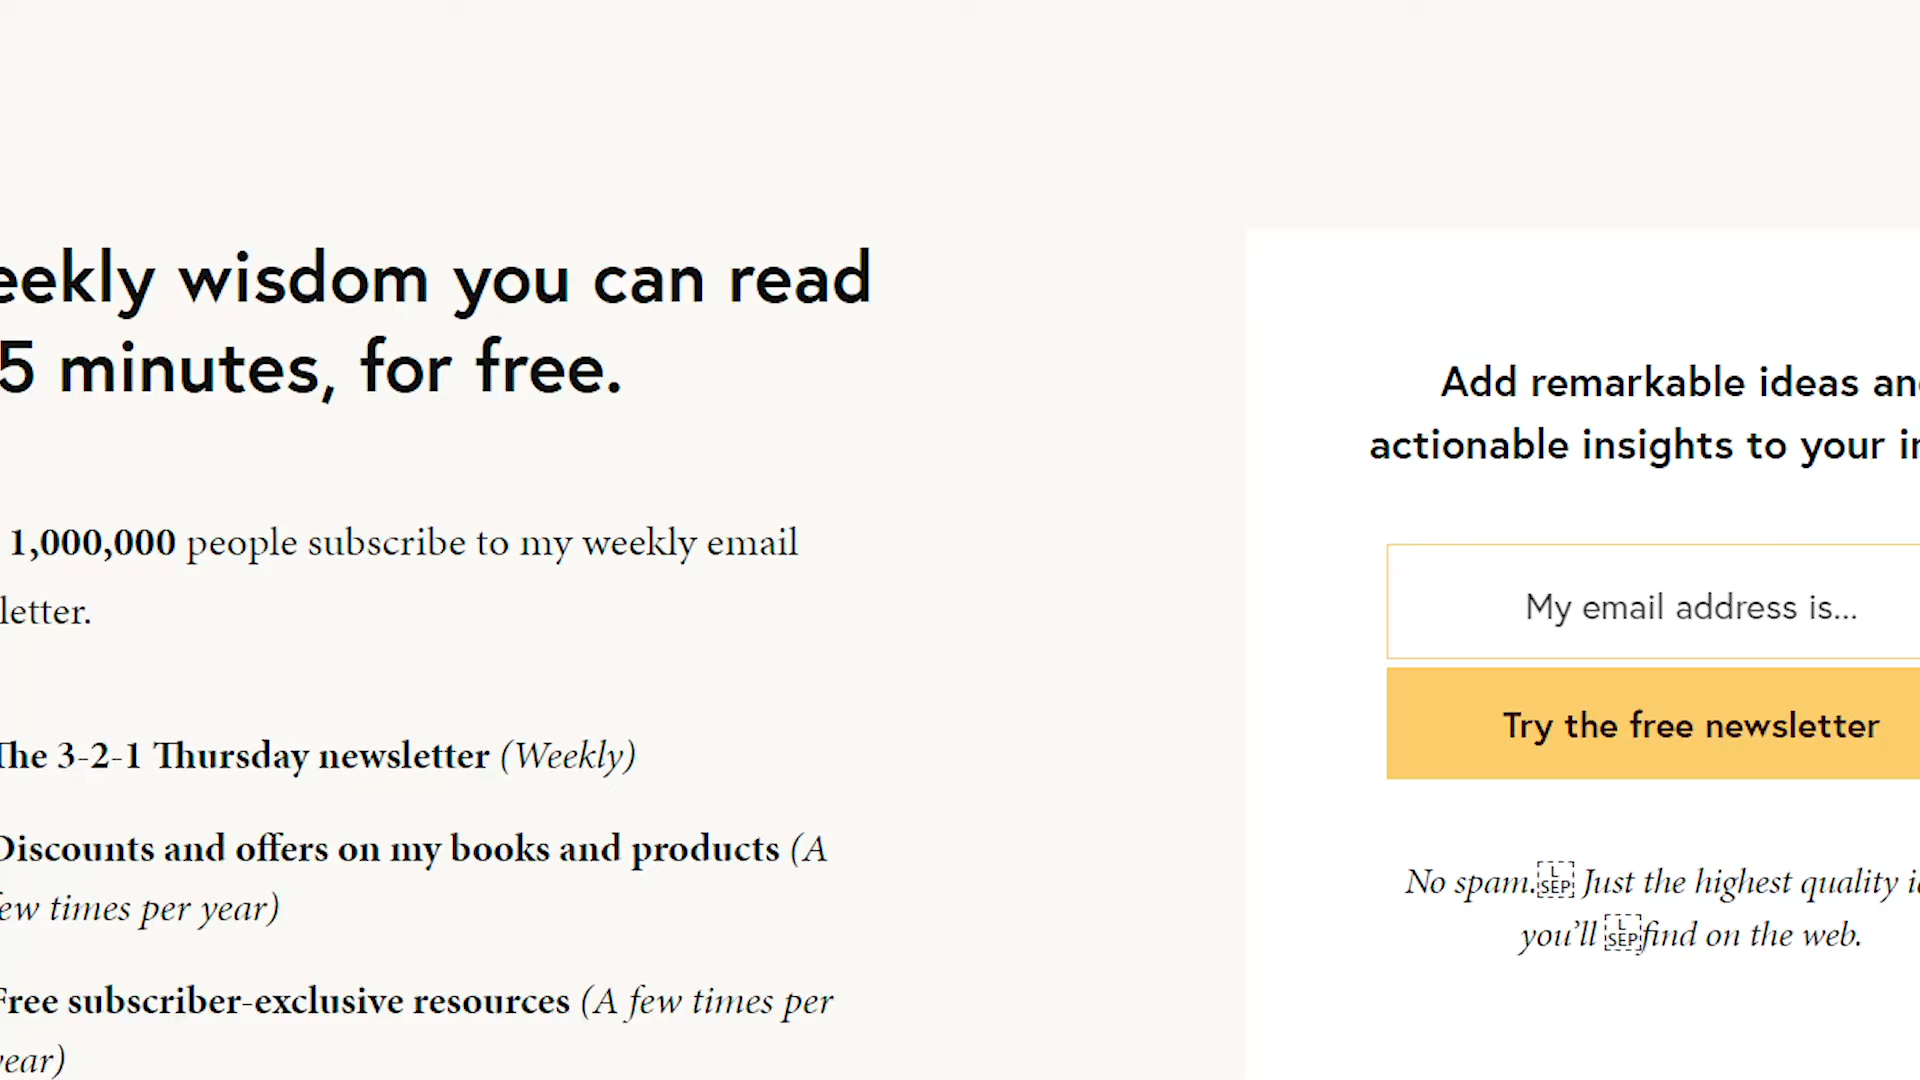 eekly wisdom you can read
5 minutes, for free.
1,000,000 people subscribe to my weekly email
letter.
The 3-2-1 Thursday newsletter (Weekly)
Discounts and offers on my books and products (A
few times per year)
Free subscriber-exclusive resources (A few times per
year)
Add remarkable ideas an
actionable insights to your
My email address is...
Try the free newsletter
No spam. Just the highest quality
you’ll find on the web.